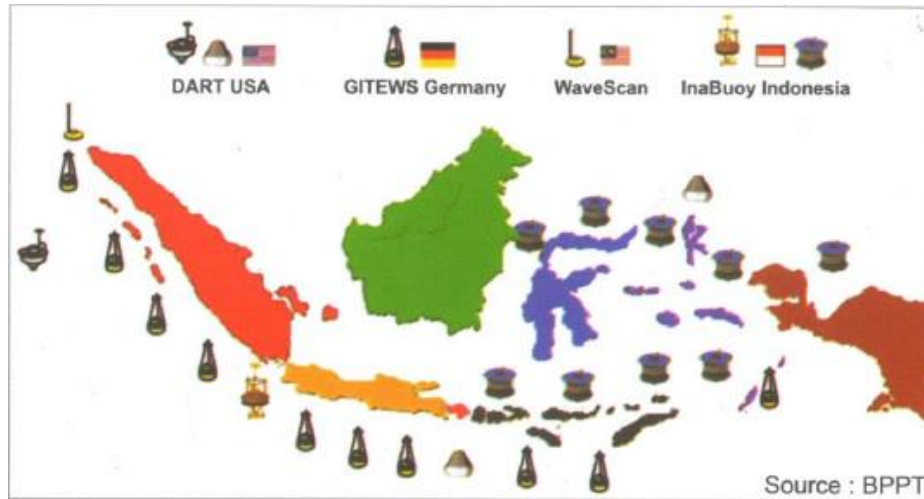 DART USA
GITEWS Germany
WaveScan
InaBuoy Indonesia
Source : BPPT